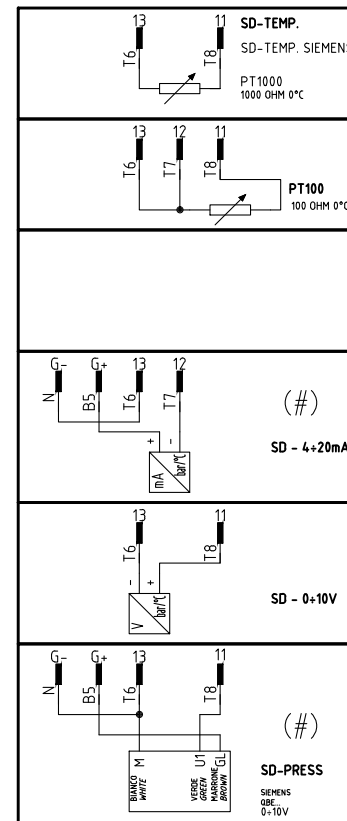 13 11 SD-TEMP.
T6 T8 SD-TEMP. SIEMENS
PT1000
1000 OHM 0°C
13 12 11
T6 T7 T8
PT100
100 OHM 0°C
G- G+ 13 12
N B5 T6 T7
(#)
+ -
SD - 4÷20mA
mA bar/°C
13 11
T6 T8
- +
V bar/°C
SD - 0÷10V
G- G+ 13 11
N B5 T6 T8
(#)
M U1 GL
BIANCO
WHITE
VERDE
GREEN
MARRONE
BROWN
SD-PRESS
SIEMENS
QBE...
0÷10V